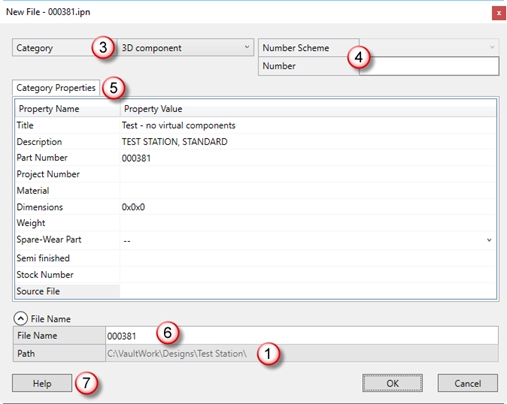 New File - 000381.ipn
x
Category 3 3D component Number Scheme
4
Number
Category Properties 5
Property Name Property Value
Title Test - no virtual components
Description TEST STATION, STANDARD
Part Number 000381
Project Number
Material
Dimensions 0x0x0
Weight
Spare-Wear Part --
Semi finished
Stock Number
Source File
File Name
File Name 000381 6
Path C:\VaultWork\Designs\Test Station\ 1
Help 7 OK Cancel